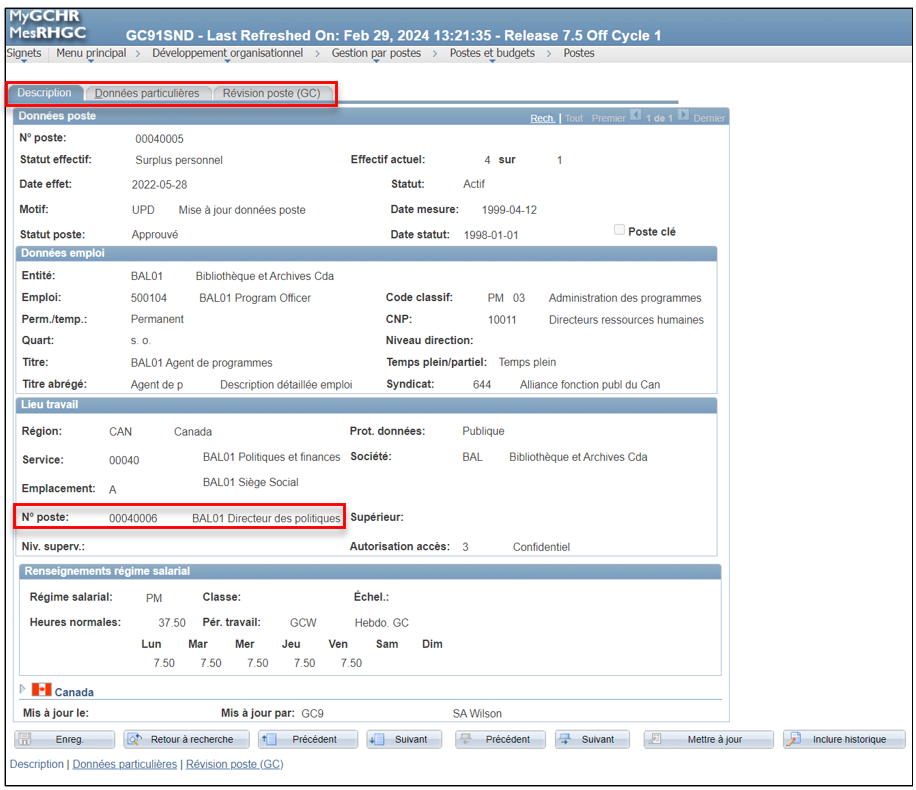 MyGCHR
MesRHGC GC91SND - Last Refreshed On: Feb 29, 2024 13:21:35 - Release 7.5 Off Cycle 1
Signets Menu principal > Développement organisationnel > Gestion par postes > Postes et budgets > Postes
Description Données particulières Révision poste (GC)
Données poste Rech. | Tout Premier 1 de 1 Dernier
Nº poste: 00040005
Statut effectif: Surplus personnel Effectif actuel: 4 sur 1
Date effet: 2022-05-28 Statut: Actif
Motif: UPD Mise à jour données poste Date mesure: 1999-04-12
Statut poste: Approuvé Date statut: 1998-01-01 Poste clé
Données emploi
Entité: BAL01 Bibliothèque et Archives Cda
Emploi: 500104 BAL01 Program Officer Code classif: PM 03 Administration des programmes
Perm./temp.: Permanent CNP: 10011 Directeurs ressources humaines
Quart: s. o. Niveau direction:
Titre: BAL01 Agent de programmes Temps plein/partiel: Temps plein
Titre abrégé: Agent de p Description détaillée emploi Syndicat: 644 Alliance fonction publ du Can
Lieu travail
Région: CAN Canada Prot. données: Publique
Service: 00040 BAL01 Politiques et finances Société: BAL Bibliothèque et Archives Cda
Emplacement: A BAL01 Siège Social
Nº poste: 00040006 BAL01 Directeur des politiques Supérieur:
Niv. superv.: Autorisation accès: 3 Confidentiel
Renseignements régime salarial
Régime salarial: PM Classe: Échel.:
Heures normales: 37.50 Pér. travail: GCW Hebdo. GC
Lun Mar Mer Jeu Ven Sam Dim
7.50 7.50 7.50 7.50 7.50
Canada
Mis à jour le: Mis à jour par: GC9 SA Wilson
Enreg. Retour à recherche Précédent Suivant Précédent Suivant Mettre à jour Inclure historique
Description | Données particulières | Révision poste (GC)